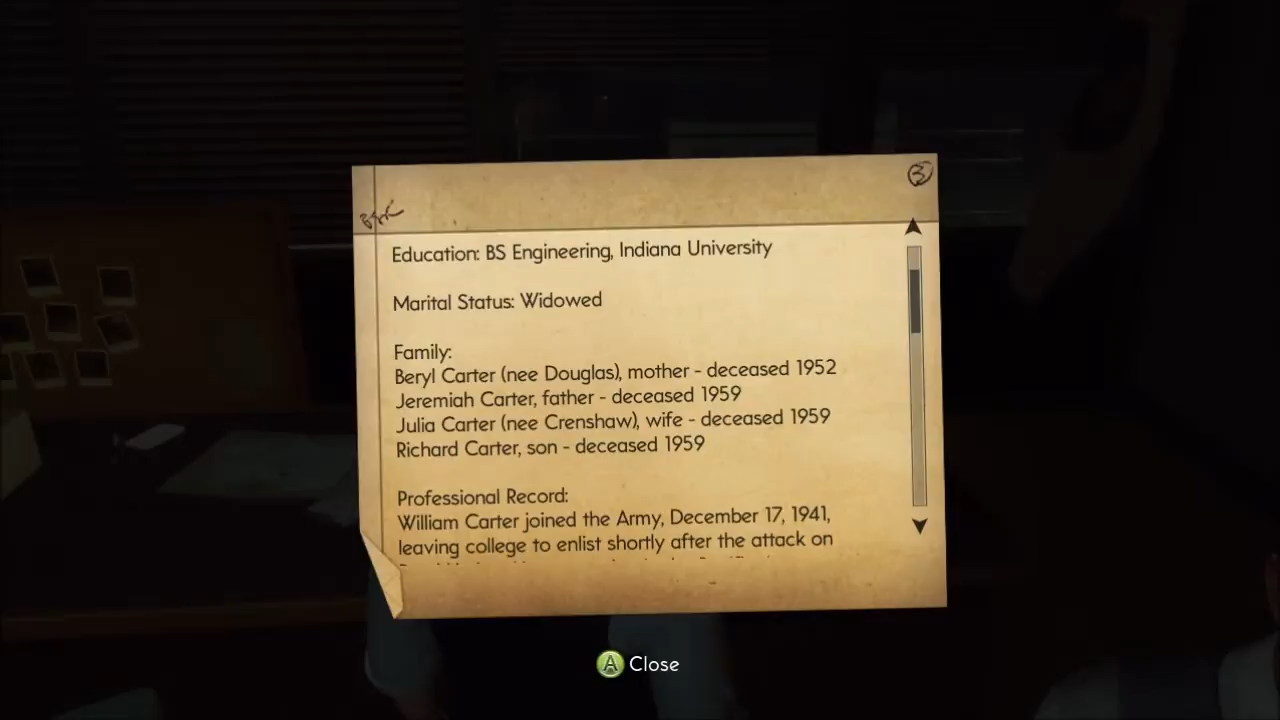 3
Education: BS Engineering, Indiana University
Marital Status: Widowed
Family:
Beryl Carter (nee Douglas), mother - deceased 1952
Jeremiah Carter, father - deceased 1959
Julia Carter (nee Crenshaw), wife - deceased 1959
Richard Carter, son - deceased 1959
Professional Record:
William Carter joined the Army, December 17, 1941,
leaving college to enlist shortly after the attack on
A Close